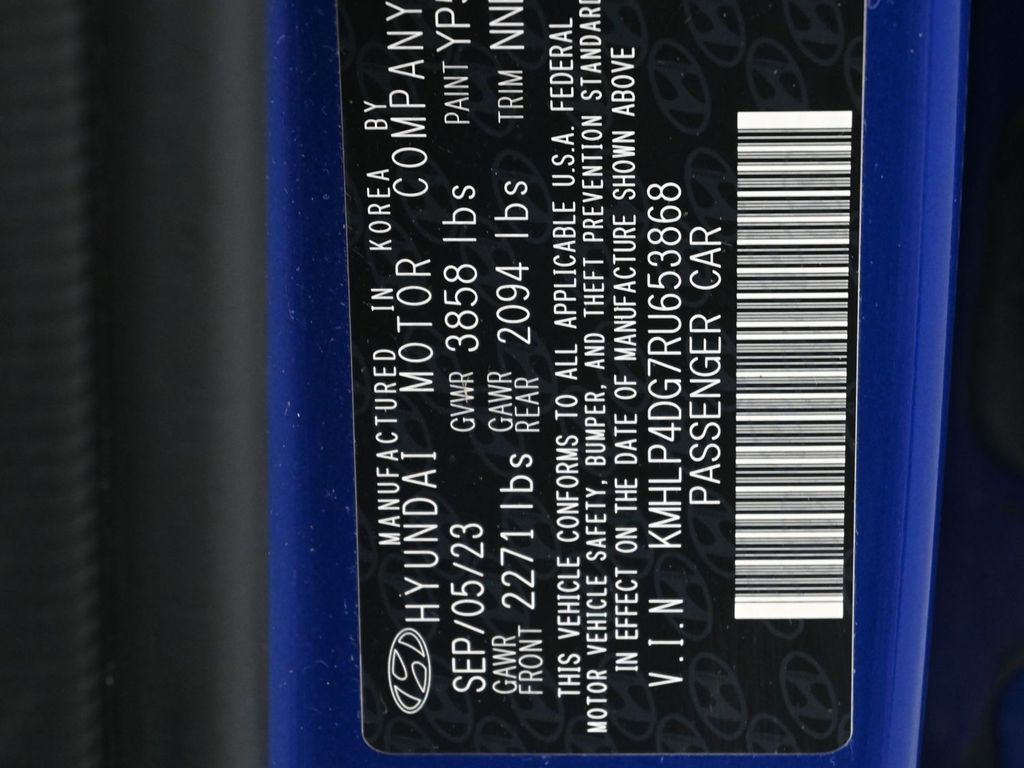 MANUFACTURED IN KOREA BY
HYUNDAI MOTOR COMPANY
SEP/05/23 GVWR 3858 lbs PAINT
GAWR FRONT 2271 lbs GAWR REAR 2094 lbs TRIM
THIS VEHICLE CONFORMS TO ALL APPLICABLE U.S.A. FEDERAL
MOTOR VEHICLE SAFETY, BUMPER, AND THEFT PREVENTION STANDARD
IN EFFECT ON THE DATE OF MANUFACTURE SHOWN ABOVE
V.I.N KMHLP4DG7RU653868
PASSENGER CAR